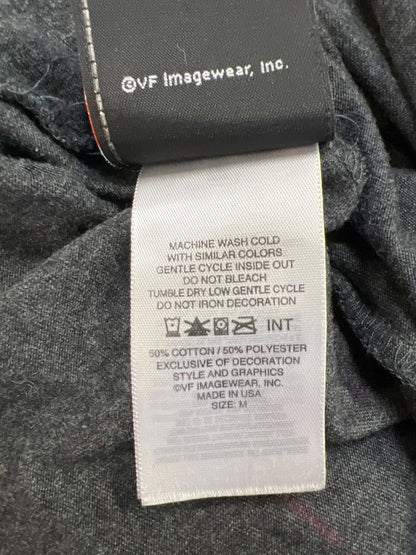 ©VF Imagewear, Inc.
MACHINE WASH COLD
WITH SIMILAR COLORS
GENTLE CYCLE INSIDE OUT
DO NOT BLEACH
TUMBLE DRY LOW GENTLE CYCLE
DO NOT IRON DECORATION
INT
50% COTTON / 50% POLYESTER
EXCLUSIVE OF DECORATION
STYLE AND GRAPHICS
©VF IMAGEWEAR, INC.
MADE IN USA
SIZE: M